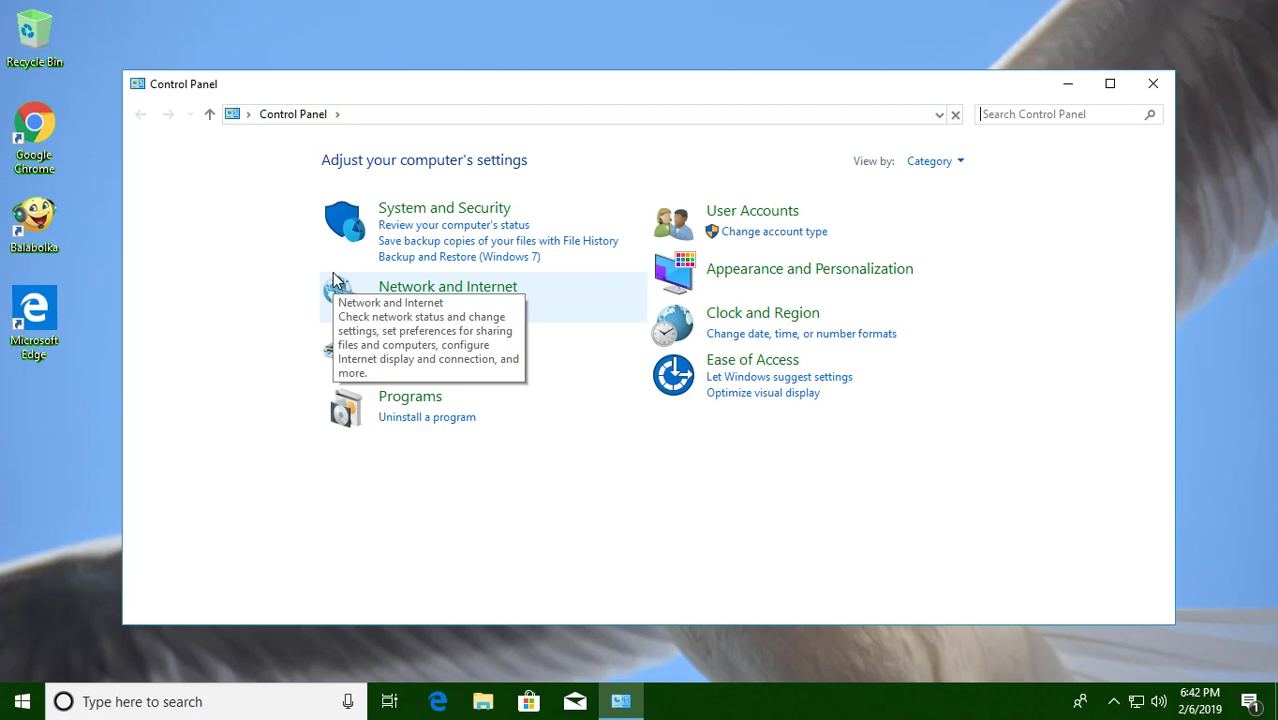 Recycle Bin
Google
Chrome
Balabolka
Microsoft
Edge
Control Panel
Control Panel
Search Control Panel
Adjust your computer's settings
View by:
Category
System and Security
Review your computer's status
Save backup copies of your files with File History
Backup and Restore (Windows 7)
Network and Internet
Network and Internet
Check network status and change
settings, set preferences for sharing
files and computers, configure
Internet display and connection, and
more.
Programs
Uninstall a program
User Accounts
Change account type
Appearance and Personalization
Clock and Region
Change date, time, or number formats
Ease of Access
Let Windows suggest settings
Optimize visual display
Type here to search
6:42 PM
2/6/2019
1